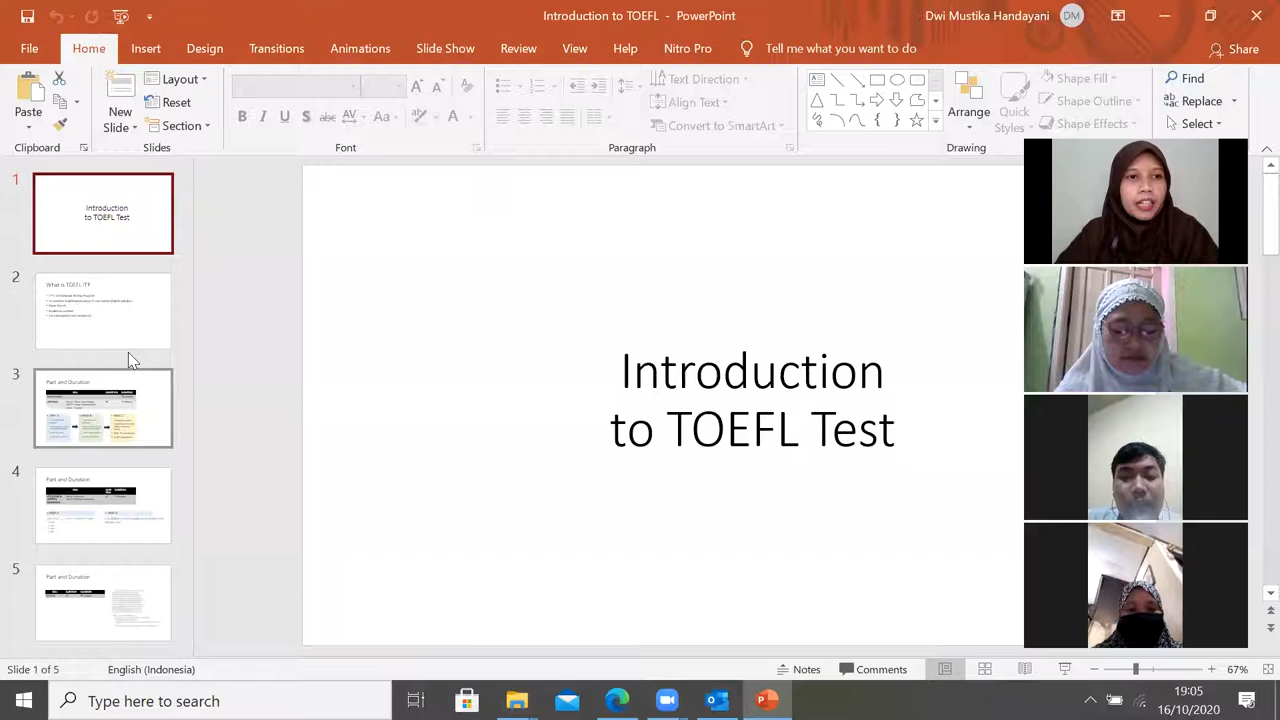 Introduction to TOEFL - PowerPoint
Dwi Mustika Handayani DM
File Home Insert Design Transitions Animations Slide Show Review View Help Nitro Pro Tell me what you want to do Share
Paste
Clipboard
New
Slide
Layout
Reset
Section
Slides
Font
Text Direction
Align Text
Convert to SmartArt
Paragraph
Arrange
Quick
Styles
Shape Fill
Shape Outline
Shape Effects
Drawing
Find
Replace
Select
1
Introduction
to TOEFL Test
2
What is TOEFL ITP?
3
Part and Duration
4
Part and Duration
5
Part and Duration
Introduction
to TOEFL Test
Slide 1 of 5 English (Indonesia) Notes Comments 67%
Type here to search
19:05
16/10/2020